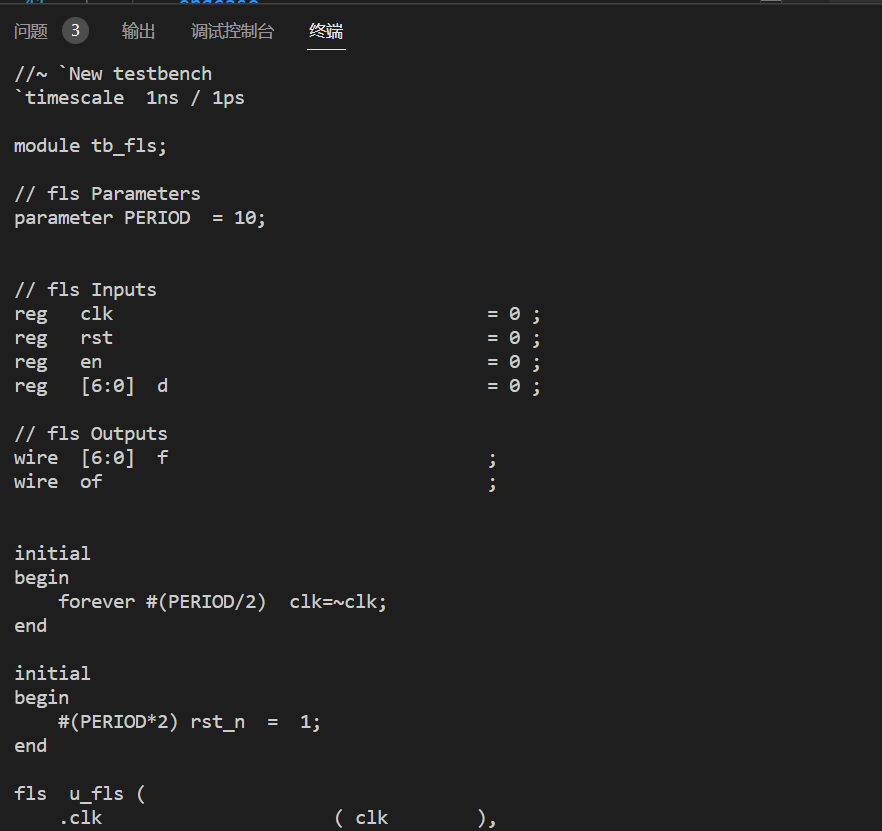 问题 3 输出 调试控制台 终端
//~ `New testbench
`timescale  1ns / 1ps
module tb_fls;
// fls Parameters
parameter PERIOD  = 10;
// fls Inputs
reg   clk                                  = 0 ;
reg   rst                                  = 0 ;
reg   en                                   = 0 ;
reg   [6:0]  d                             = 0 ;
// fls Outputs
wire  [6:0]  f                             ;
wire  of                                   ;
initial
begin
    forever #(PERIOD/2)  clk=~clk;
end
initial
begin
    #(PERIOD*2) rst_n  =  1;
end
fls  u_fls (
    .clk                     ( clk        ),